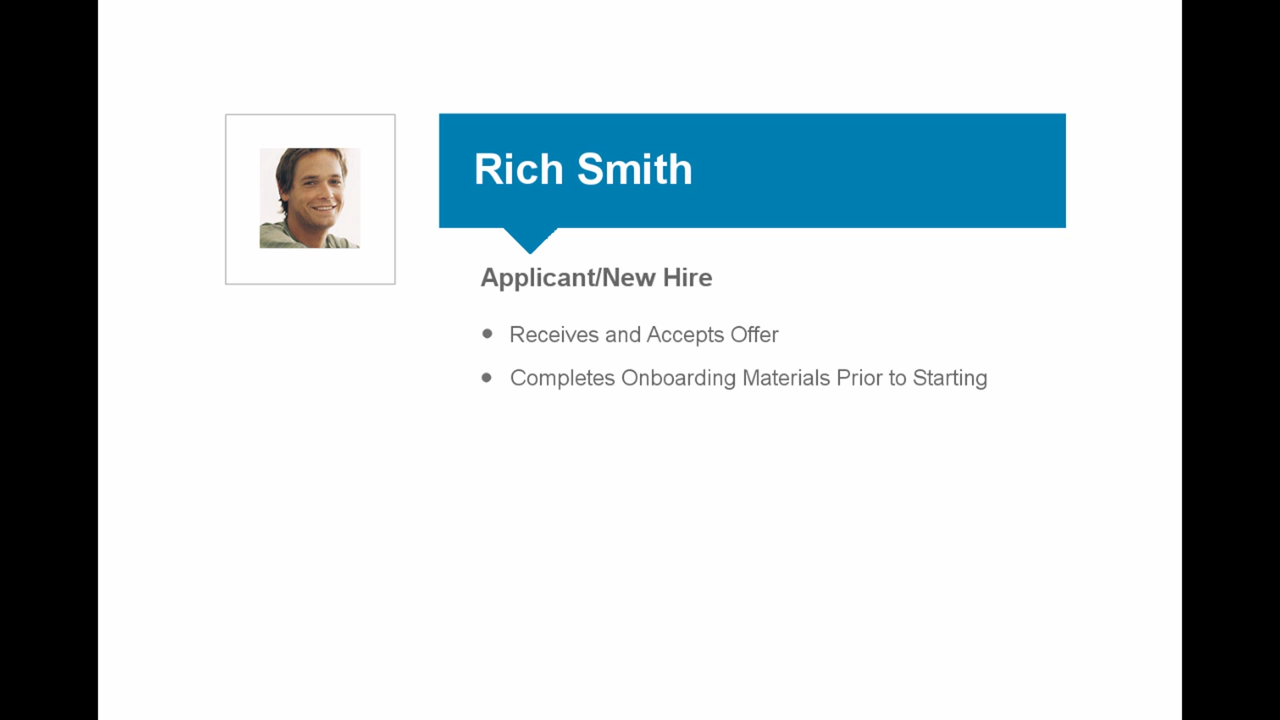 Rich Smith
Applicant/New Hire
• Receives and Accepts Offer
• Completes Onboarding Materials Prior to Starting